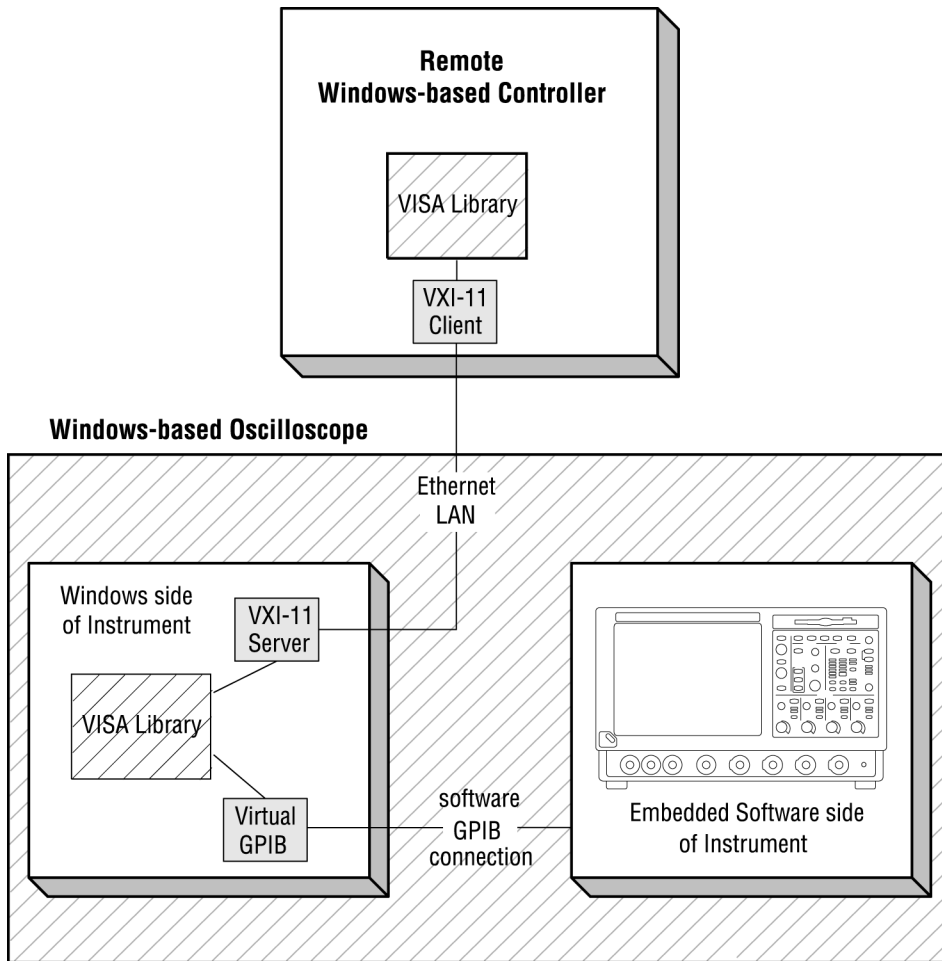 Remote
Windows-based Controller
VISA Library
VXI-11
Client
Windows-based Oscilloscope
Ethernet
LAN
Windows side
of Instrument
VXI-11
Server
VISA Library
Virtual
GPIB
software
GPIB
connection
Embedded Software side
of Instrument